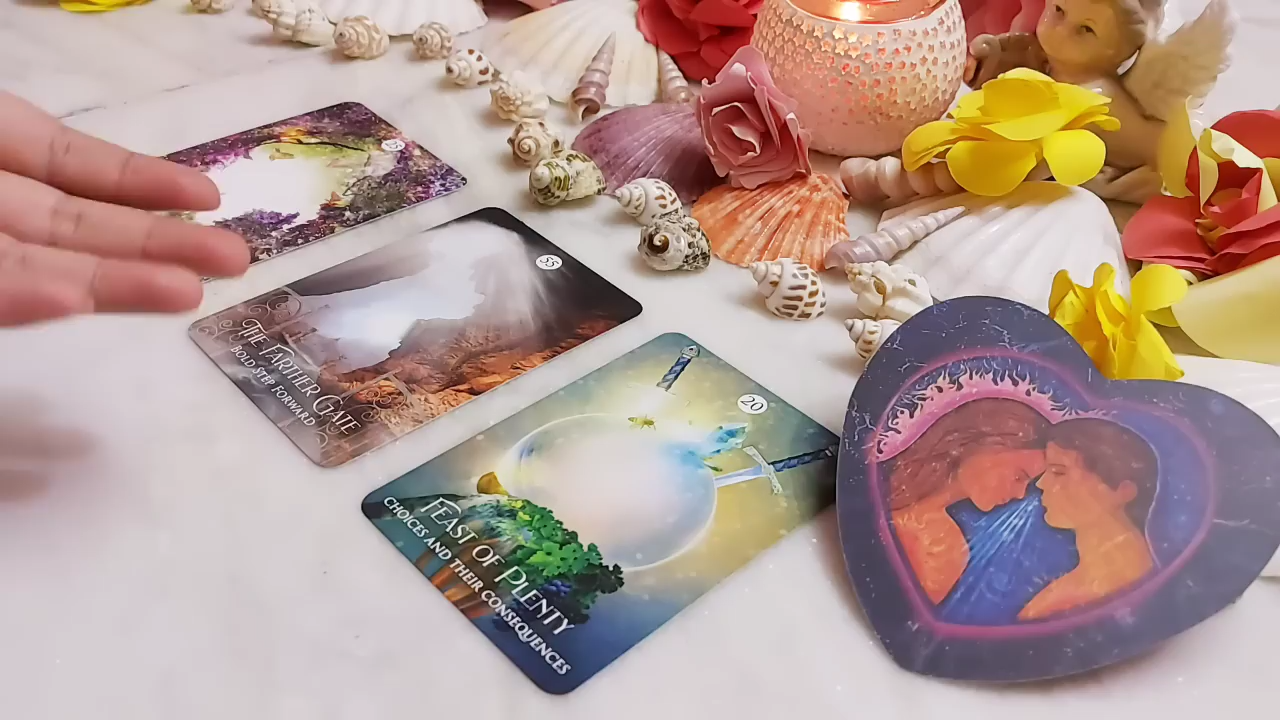 55
THE FARTHER GATE
BOLD STEP FORWARD
20
FEAST OF PLENTY
CHOICES AND THEIR CONSEQUENCES